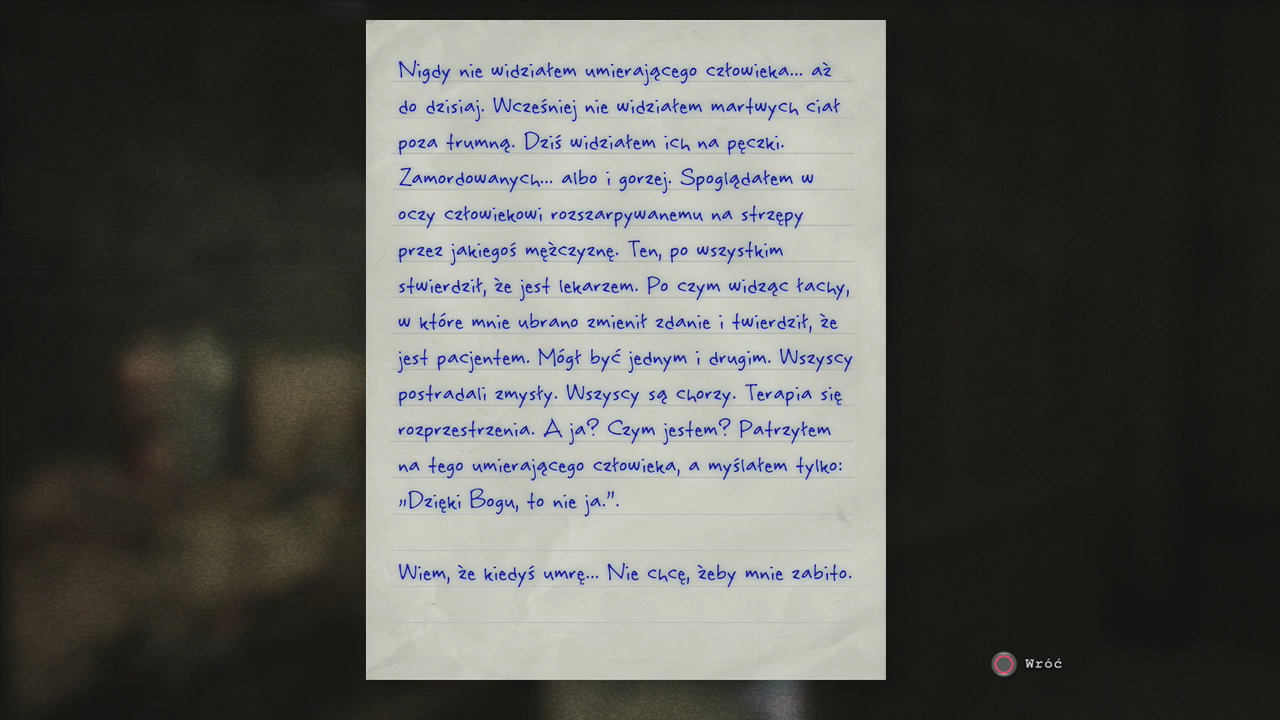 Nigdy nie widziałem umierającego człowieka... aż
do dzisiaj. Wcześniej nie widziałem martwych ciał
poza trumną. Dziś widziałem ich na pęczki.
Zamordowanych... albo i gorzej. Spoglądałem w
oczy człowiekowi rozszarpywanemu na strzępy
przez jakiegoś mężczyznę. Ten, po wszystkim
stwierdził, że jest lekarzem. Po czym widząc łachy,
w które mnie ubrano zmienił zdanie i twierdził, że
jest pacjentem. Mógł być jednym i drugim. Wszyscy
postradali zmysły. Wszyscy są chorzy. Terapia się
rozprzestrzenia. A ja? Czym jestem? Patrzyłem
na tego umierającego człowieka, a myślałem tylko:
„Dzięki Bogu, to nie ja.”.
Wiem, że kiedyś umrę... Nie chcę, żeby mnie zabito.
Wróć